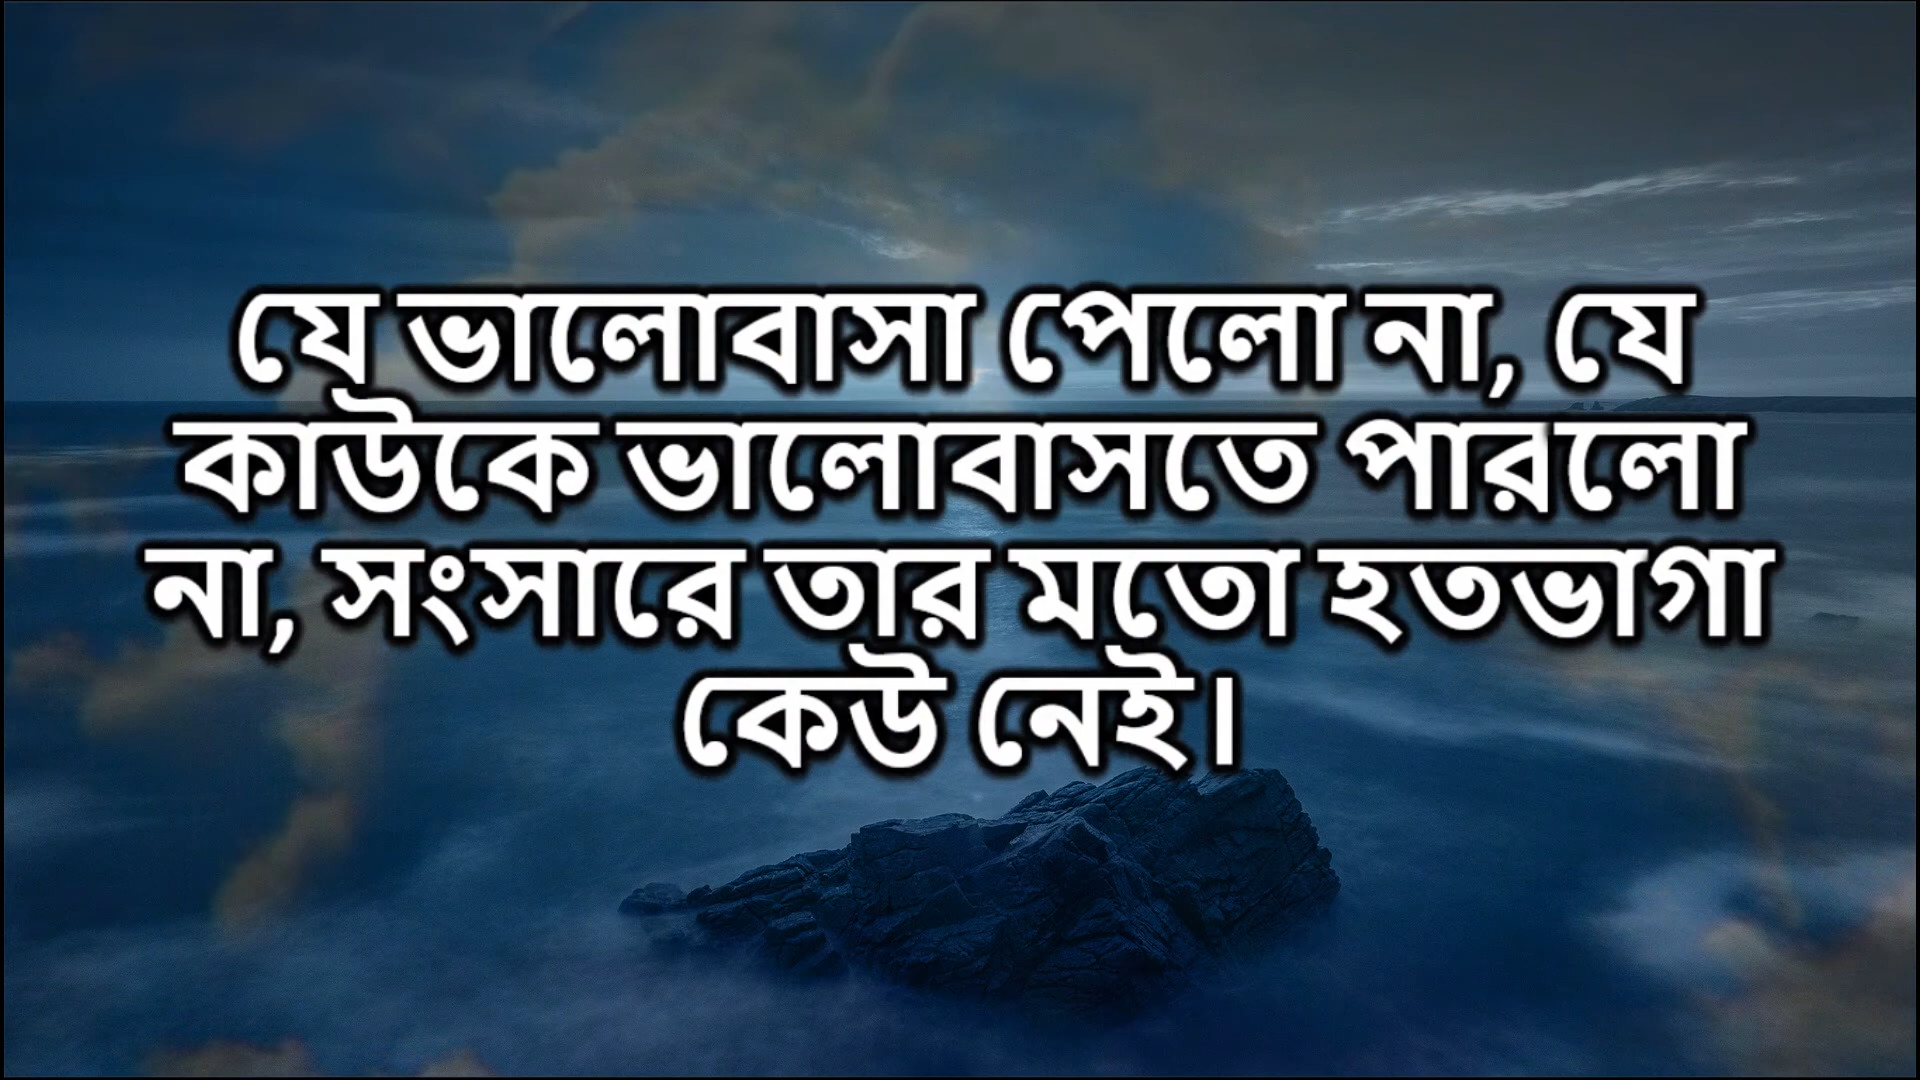 যে ভালোবাসা পেলো না, যে
কাউকে ভালোবাসতে পারলো
না, সংসারে তার মতো হতভাগা
কেউ নেই।